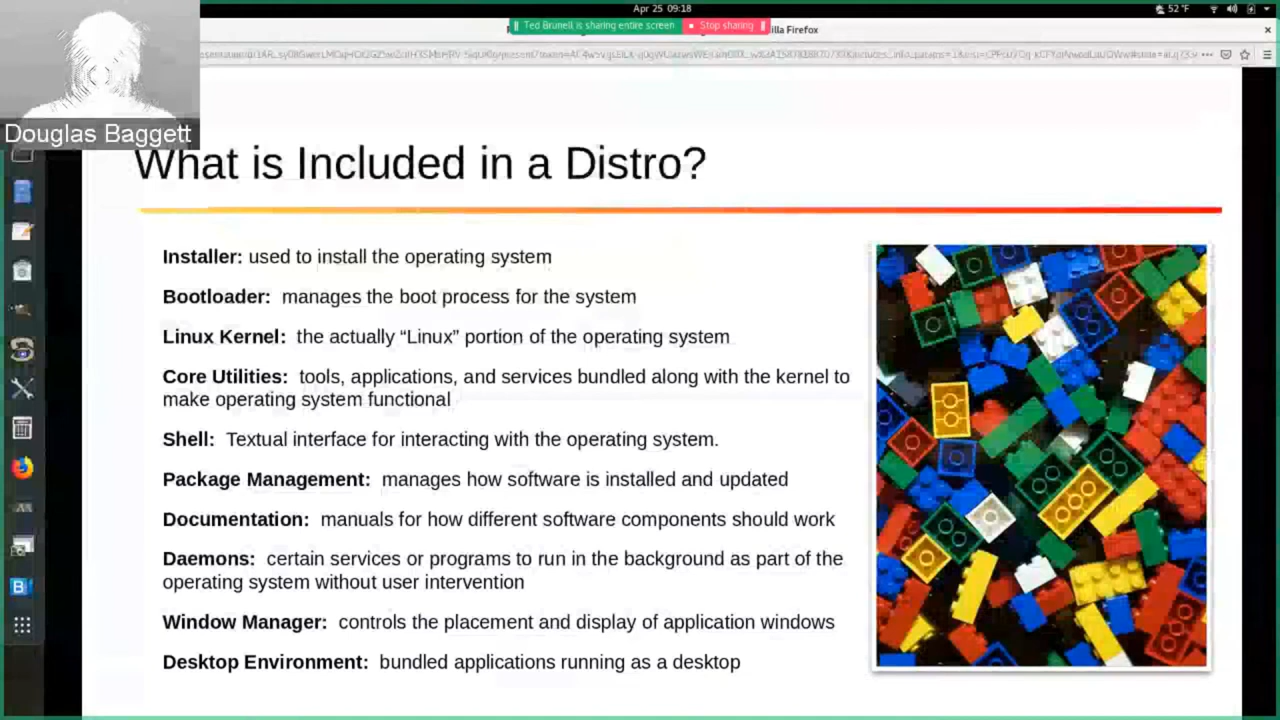 Apr 25 09:18
52 °F
Ted Brunell is sharing entire screen
Stop sharing
illa Firefox
Douglas Baggett
What is Included in a Distro?
Installer: used to install the operating system
Bootloader: manages the boot process for the system
Linux Kernel: the actually “Linux” portion of the operating system
Core Utilities: tools, applications, and services bundled along with the kernel to
make operating system functional
Shell: Textual interface for interacting with the operating system.
Package Management: manages how software is installed and updated
Documentation: manuals for how different software components should work
Daemons: certain services or programs to run in the background as part of the
operating system without user intervention
Window Manager: controls the placement and display of application windows
Desktop Environment: bundled applications running as a desktop